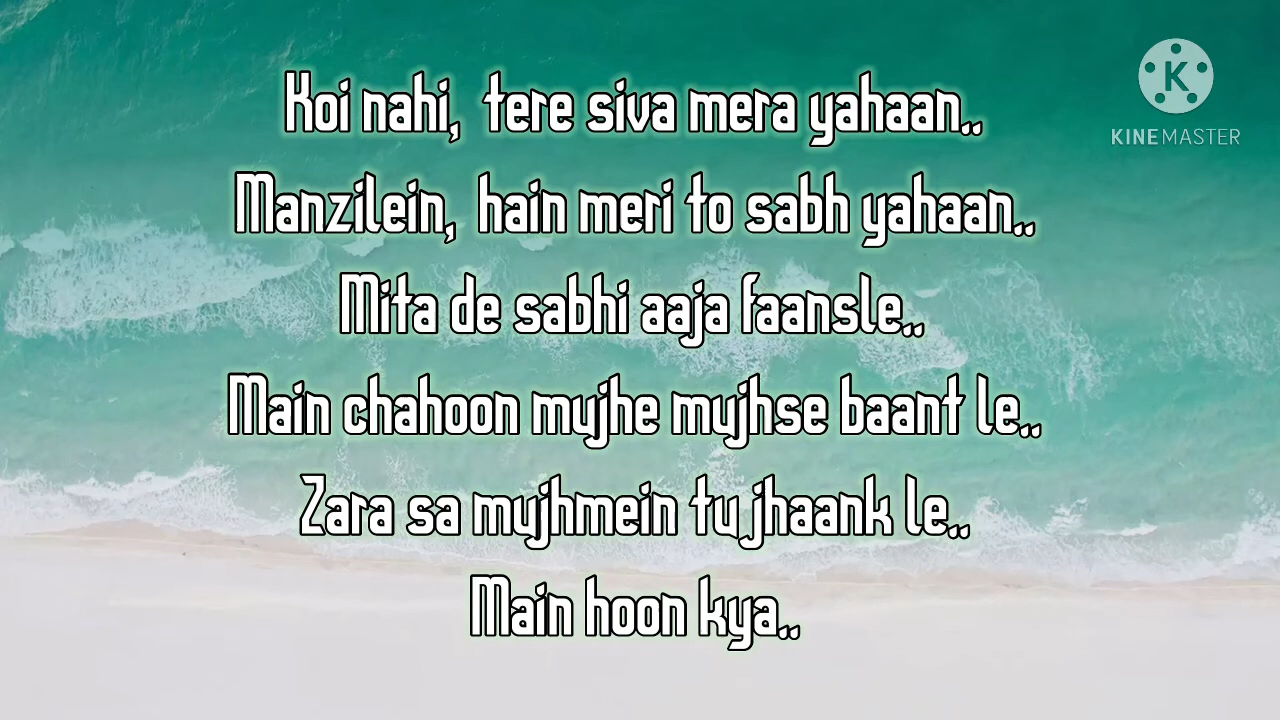 Koi nahi, tere siva mera yahaan..
Manzilein, hain meri to sabh yahaan..
Mita de sabhi aaja faansle..
Main chahoon mujhe mujhse baant le..
Zara sa mujhmein tu jhaank le..
Main hoon kya..
K
KINEMASTER